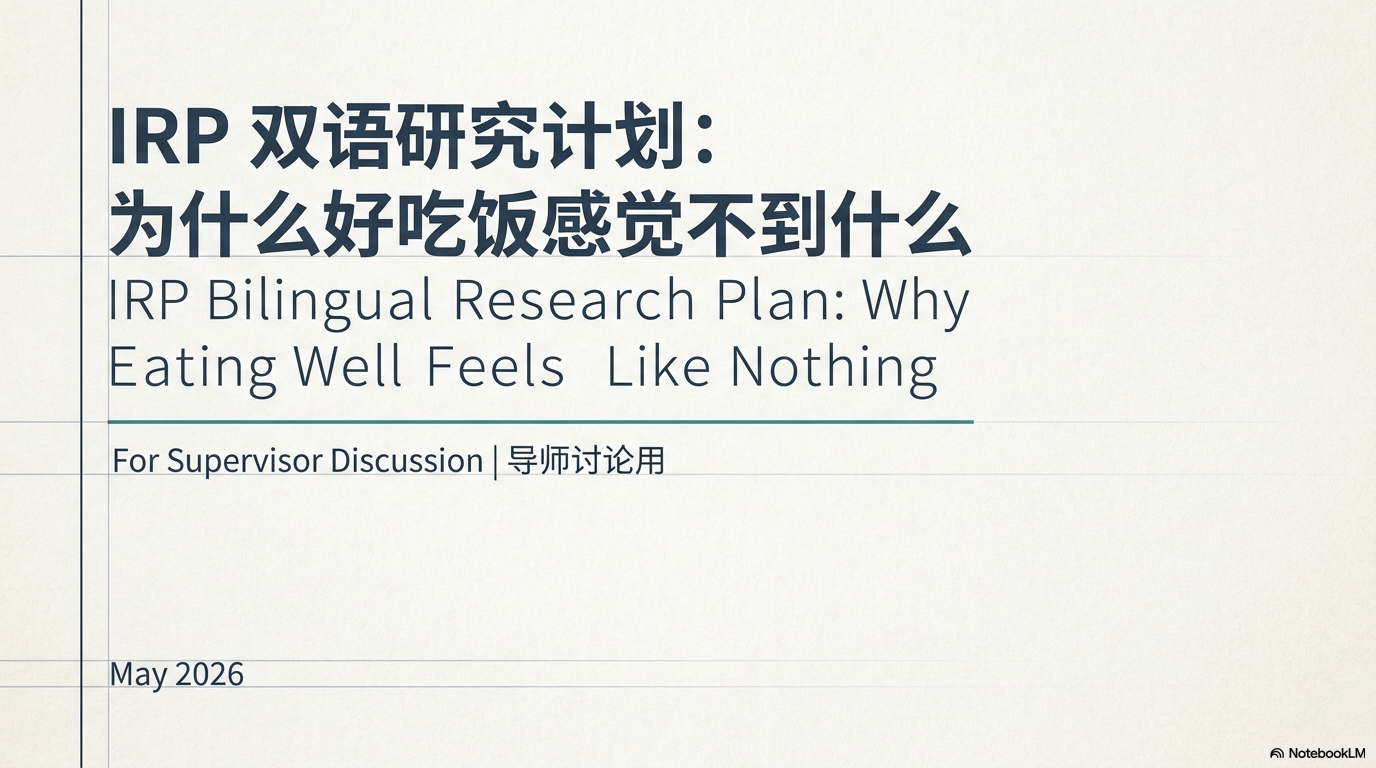 IRP 双语研究计划：
为什么好吃饭感觉不到什么
IRP Bilingual Research Plan: Why
Eating Well Feels Like Nothing
For Supervisor Discussion | 导师讨论用
May 2026
NotebookLM